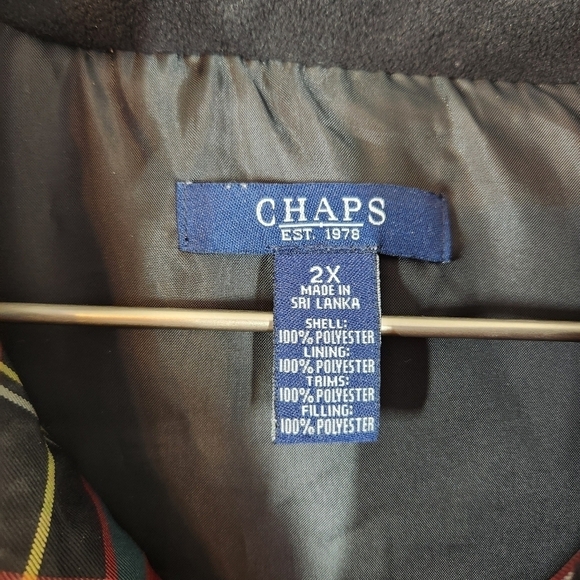 CHAPS
EST. 1978
2X
MADE IN
SRI LANKA
SHELL:
100% POLYESTER
LINING:
100% POLYESTER
TRIMS:
100% POLYESTER
FILLING:
100% POLYESTER